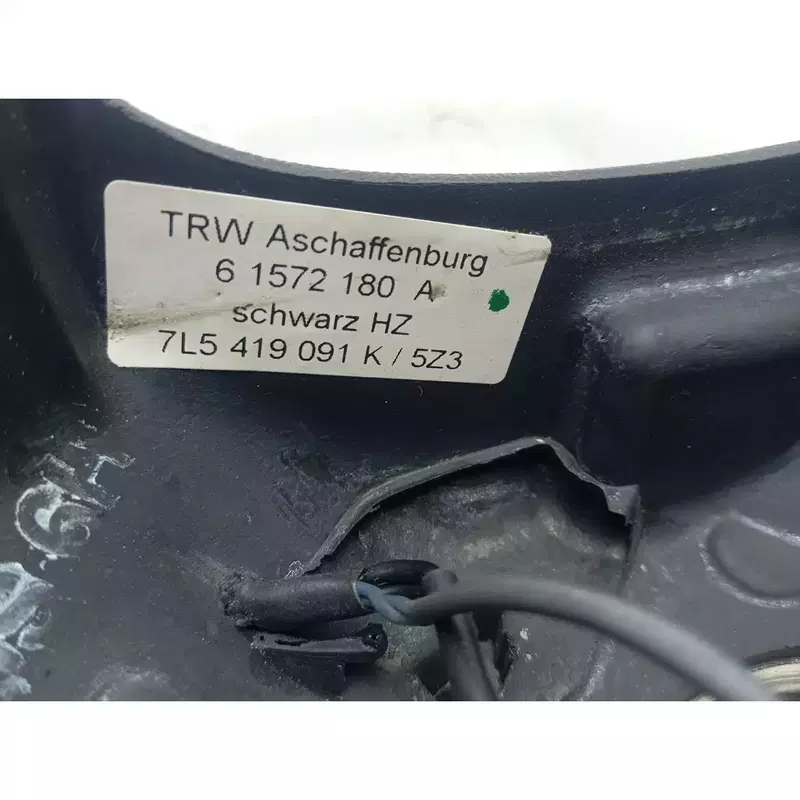 TRW Aschaffenburg
6 1572 180 A
schwarz HZ
7L5 419 091 K / 5Z3